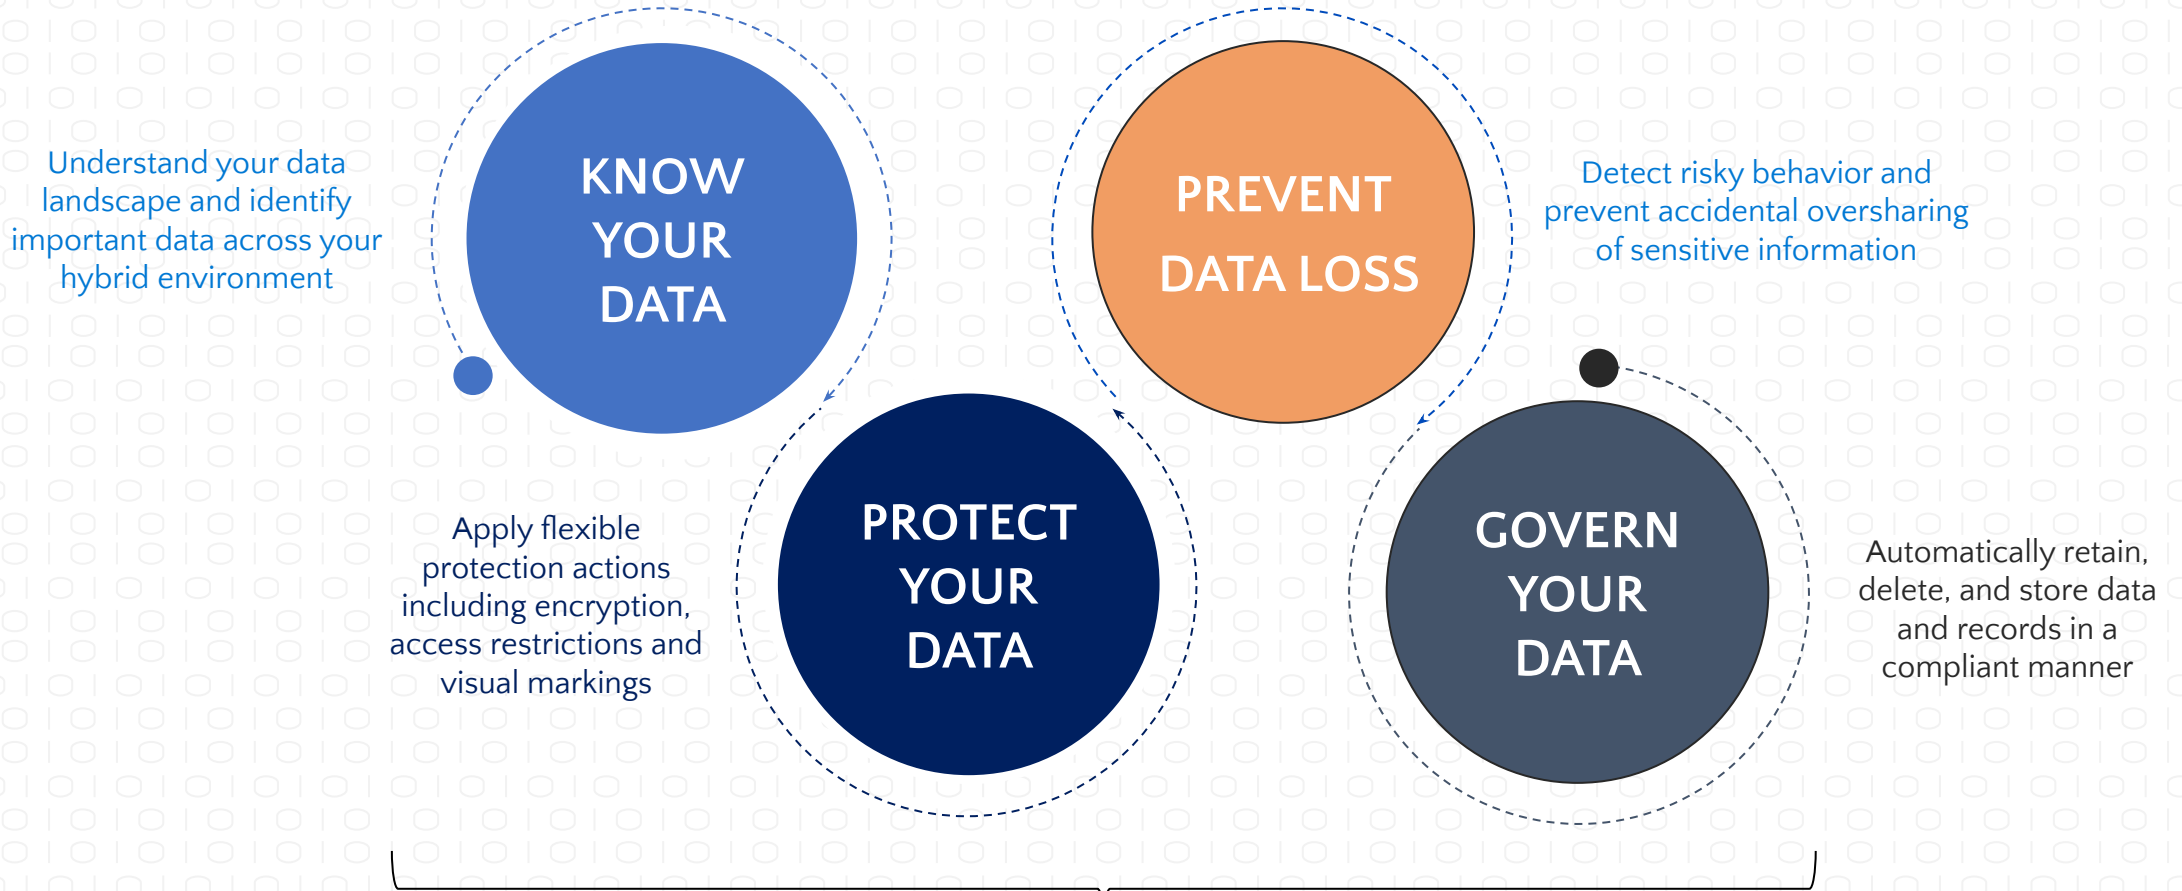 Understand your data
landscape and identify
important data across your
hybrid environment
KNOW
YOUR
DATA
PREVENT
DATA LOSS
Detect risky behavior and
prevent accidental oversharing
of sensitive information
Apply flexible
protection actions
including encryption,
access restrictions and
visual markings
PROTECT
YOUR
DATA
GOVERN
YOUR
DATA
Automatically retain,
delete, and store data
and records in a
compliant manner